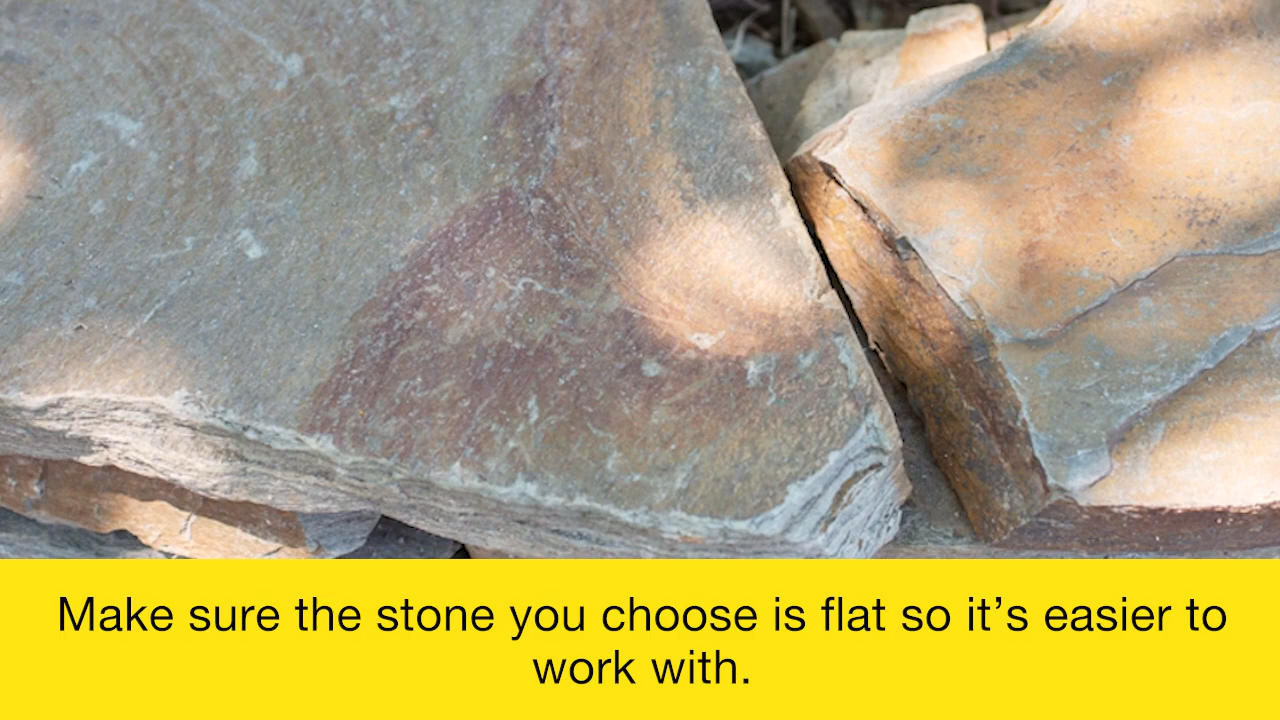 Make sure the stone you choose is flat so it’s easier to
work with.